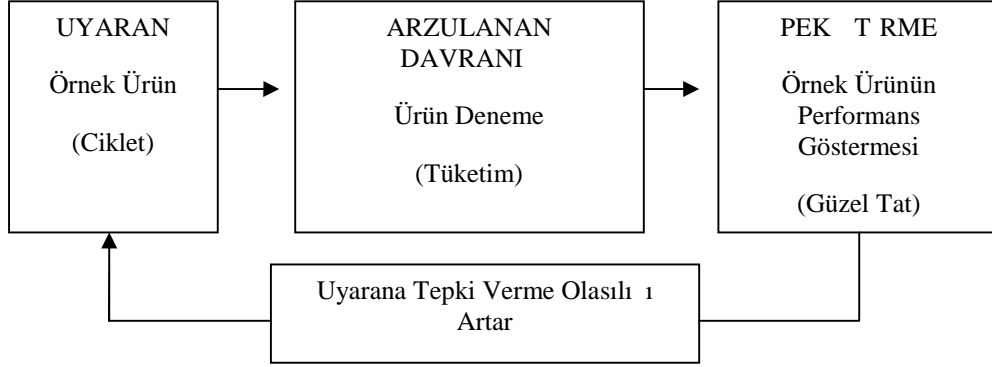 UYARAN
Örnek Ürün
(Ciklet)
ARZULANAN
DAVRANI
Ürün Deneme
(Tüketim)
PEK T RME
Örnek Ürünün
Performans
Göstermesi
(Güzel Tat)
Uyarana Tepki Verme Olasılı ı
Artar